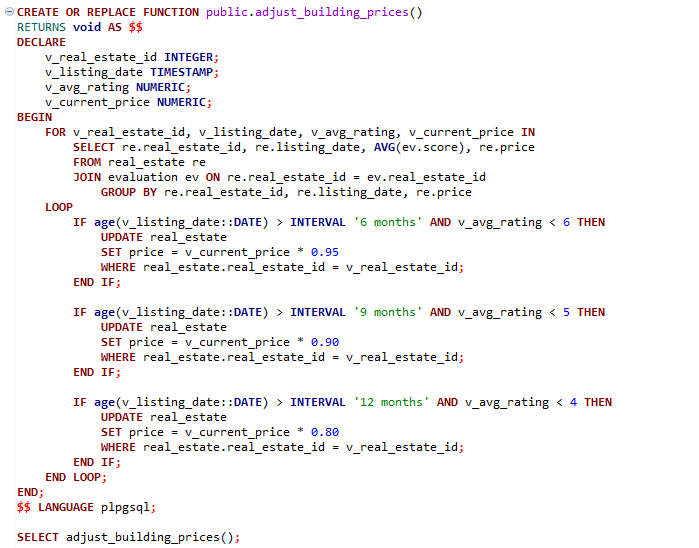 CREATE OR REPLACE FUNCTION public.adjust_building_prices()
RETURNS void AS $$
DECLARE
    v_real_estate_id INTEGER;
    v_listing_date TIMESTAMP;
    v_avg_rating NUMERIC;
    v_current_price NUMERIC;
BEGIN
    FOR v_real_estate_id, v_listing_date, v_avg_rating, v_current_price IN
        SELECT re.real_estate_id, re.listing_date, AVG(ev.score), re.price
        FROM real_estate re
        JOIN evaluation ev ON re.real_estate_id = ev.real_estate_id
            GROUP BY re.real_estate_id, re.listing_date, re.price
    LOOP
        IF age(v_listing_date::DATE) > INTERVAL '6 months' AND v_avg_rating < 6 THEN
            UPDATE real_estate
            SET price = v_current_price * 0.95
            WHERE real_estate.real_estate_id = v_real_estate_id;
        END IF;

        IF age(v_listing_date::DATE) > INTERVAL '9 months' AND v_avg_rating < 5 THEN
            UPDATE real_estate
            SET price = v_current_price * 0.90
            WHERE real_estate.real_estate_id = v_real_estate_id;
        END IF;

        IF age(v_listing_date::DATE) > INTERVAL '12 months' AND v_avg_rating < 4 THEN
            UPDATE real_estate
            SET price = v_current_price * 0.80
            WHERE real_estate.real_estate_id = v_real_estate_id;
        END IF;
    END LOOP;
END;
$$ LANGUAGE plpgsql;

SELECT adjust_building_prices();